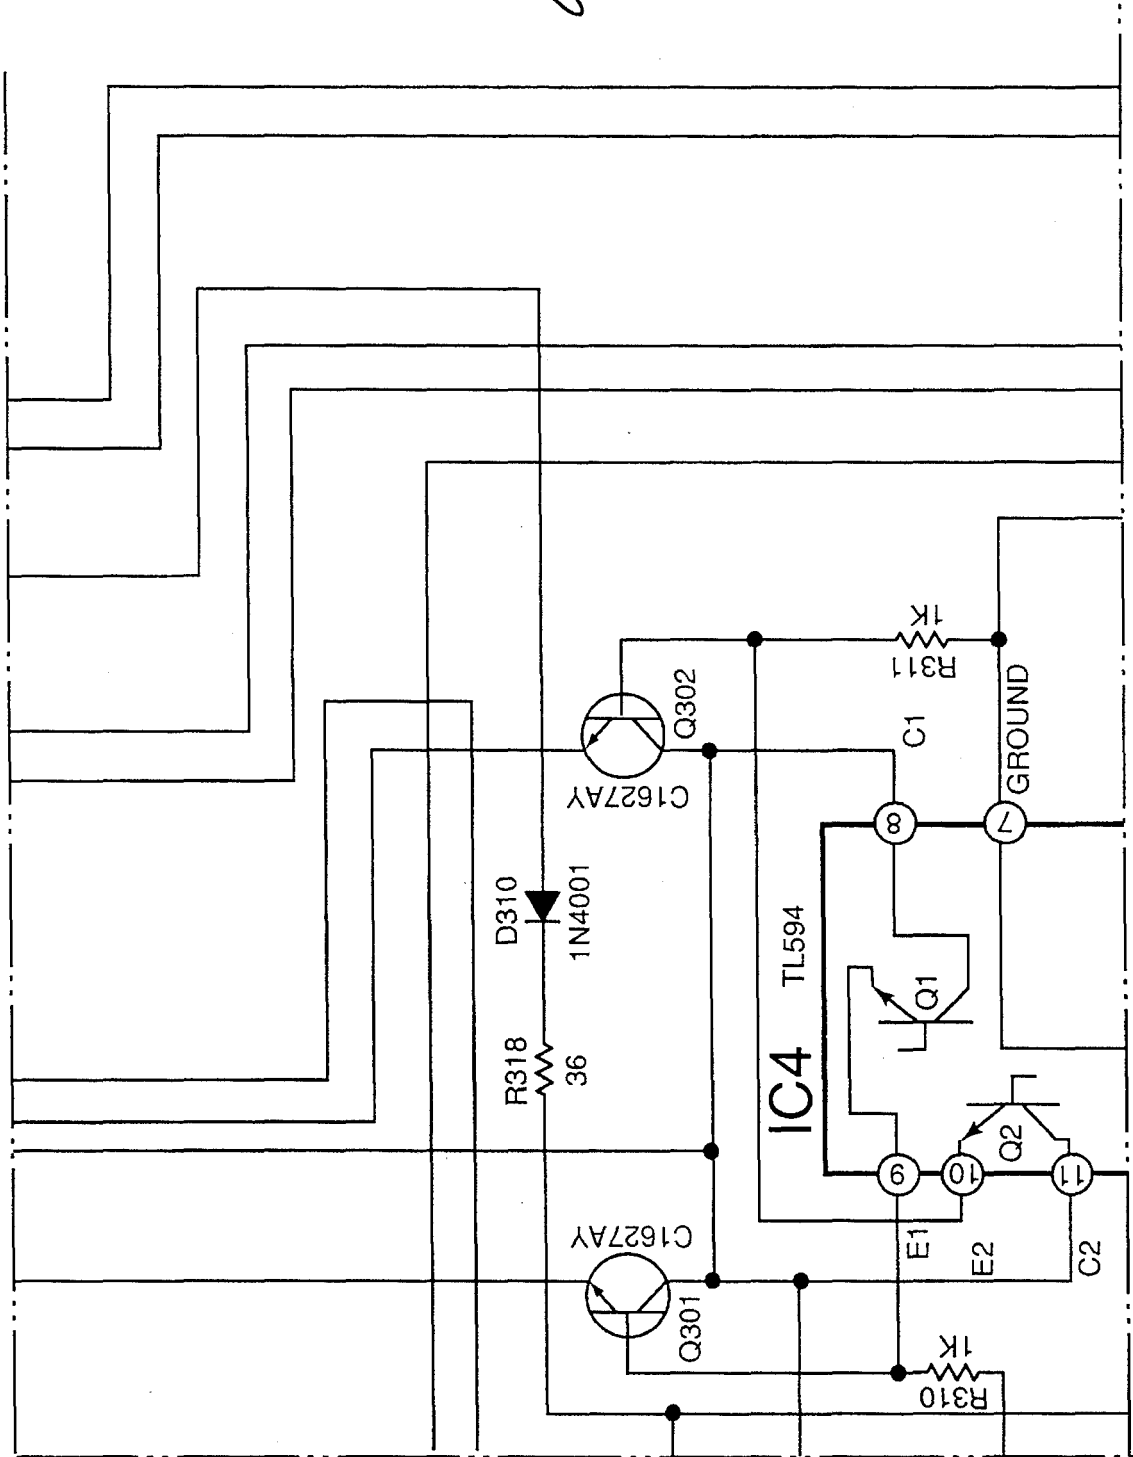 1K
R311
Q302
C1
GROUND
C1627AY
8
7
D310
1N4001
TL594
Q1
R318
36
IC4
Q2
9
10
11
C1627AY
E1
E2
C2
Q301
1K
R310